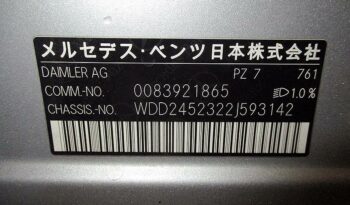 メルセデス・ベンツ日本株式会社
DAIMLER AG PZ 7 761
COMM.-NO. 0083921865 1.0%
CHASSIS.-NO. WDD2452322J593142